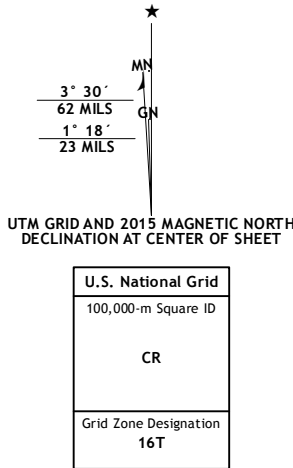 ★
MN
3° 30´
62 MILS
GN
1° 18´
23 MILS
UTM GRID AND 2015 MAGNETIC NORTH
DECLINATION AT CENTER OF SHEET
U.S. National Grid
100,000-m Square ID
CR
Grid Zone Designation
16T